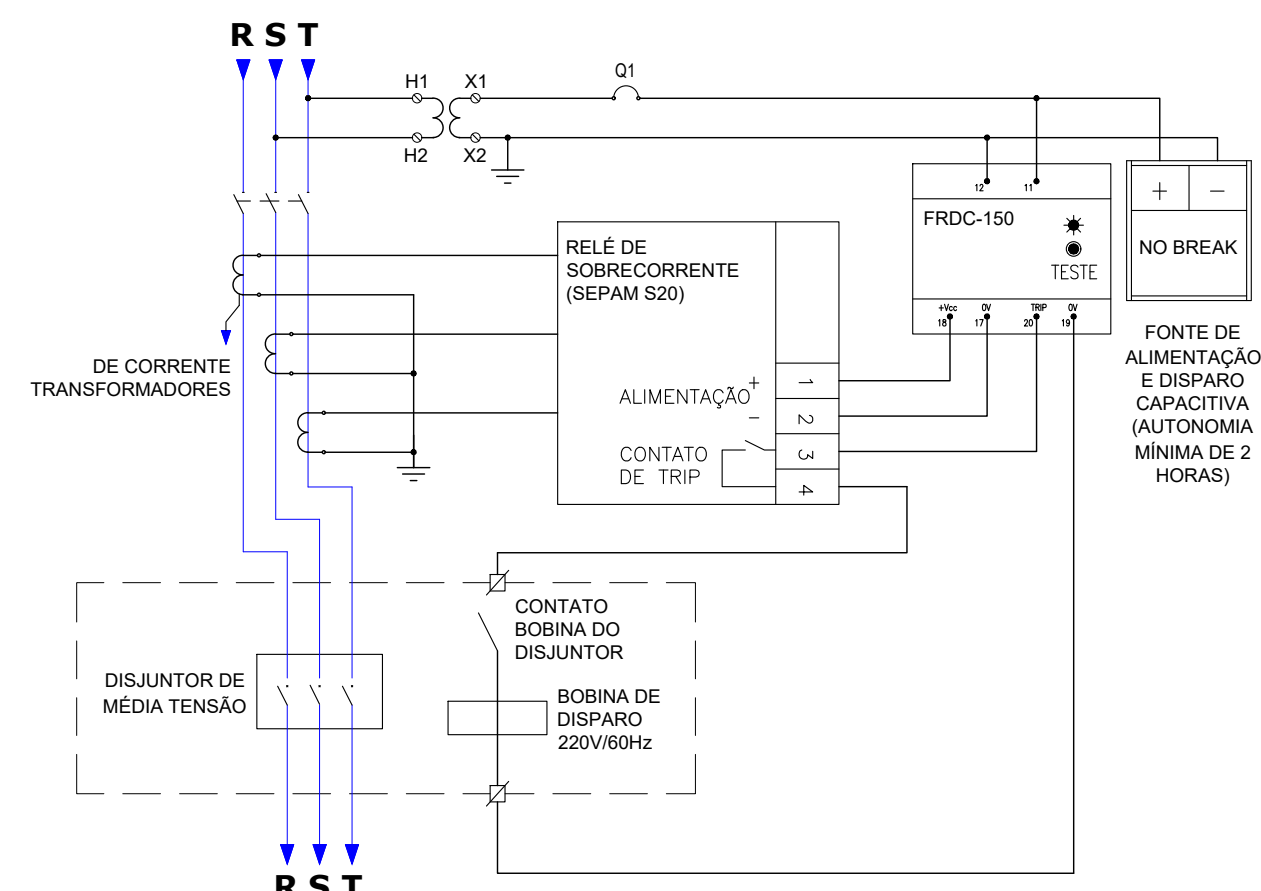 R S T
H1
X1
Q1
H2
X2
12
11
FRDC-150
TESTE
+Vcc
0V
TRIP
0V
18
17
20
19
+
−
NO BREAK
FONTE DE
ALIMENTAÇÃO
E DISPARO
CAPACITIVA
(AUTONOMIA
MÍNIMA DE 2
HORAS)
RELÉ DE
SOBRECORRENTE
(SEPAM S20)
DE CORRENTE
TRANSFORMADORES
ALIMENTAÇÃO
+
−
CONTATO
DE TRIP
1
2
3
4
CONTATO
BOBINA DO
DISJUNTOR
DISJUNTOR DE
MÉDIA TENSÃO
BOBINA DE
DISPARO
220V/60Hz
R S T